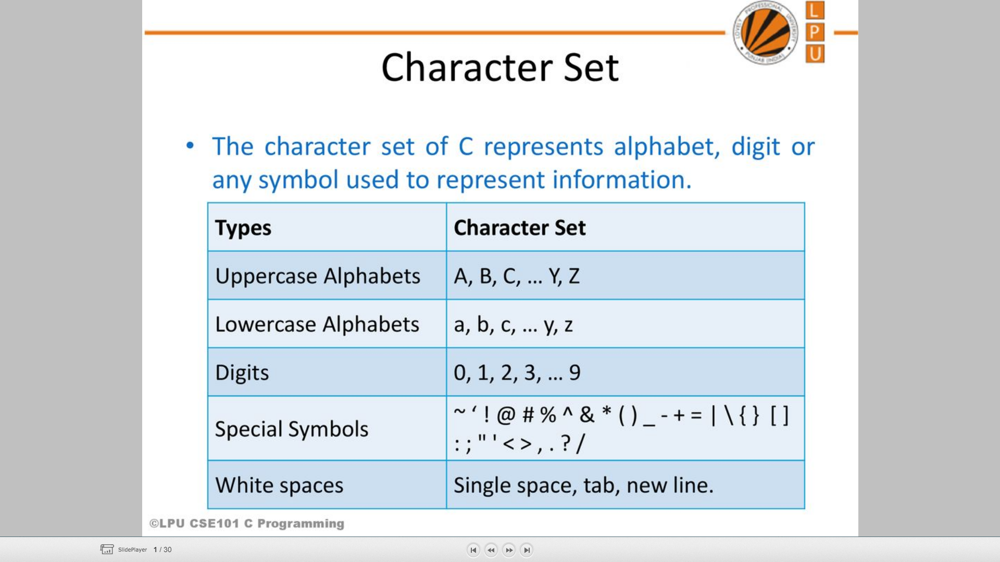 LOVELY PROFESSIONAL UNIVERSITY
PUNJAB (INDIA)
L
P
U
Character Set
• The character set of C represents alphabet, digit or
any symbol used to represent information.
Types Character Set
Uppercase Alphabets A, B, C, ... Y, Z
Lowercase Alphabets a, b, c, ... y, z
Digits 0, 1, 2, 3, ... 9
Special Symbols ~ ‘ ! @ # % ^ & * ( ) _ - + = | \ { } [ ]
: ; " ' < > , . ? /
White spaces Single space, tab, new line.
©LPU CSE101 C Programming
SlidePlayer 1 / 30